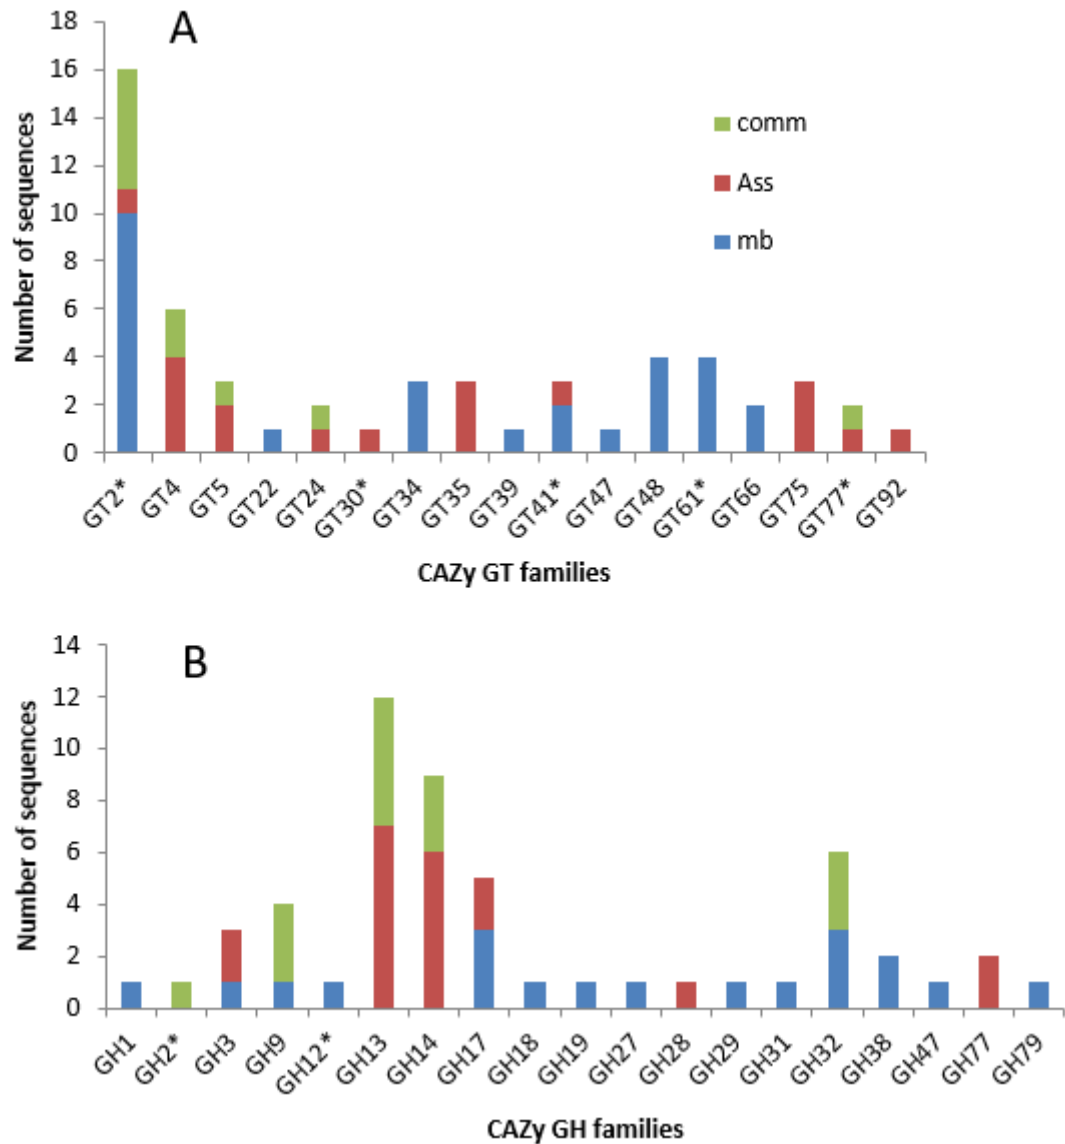 A
Number of sequences
18
16
14
12
10
8
6
4
2
0
comm
Ass
mb
GT2* GT4 GT5 GT22 GT24 GT30* GT34 GT35 GT39 GT41* GT47 GT48 GT61* GT66 GT75 GT77* GT92
CAZy GT families
B
Number of sequences
14
12
10
8
6
4
2
0
GH1 GH2* GH3 GH9 GH12* GH13 GH14 GH17 GH18 GH19 GH27 GH28 GH29 GH31 GH32 GH38 GH47 GH77 GH79
CAZy GH families